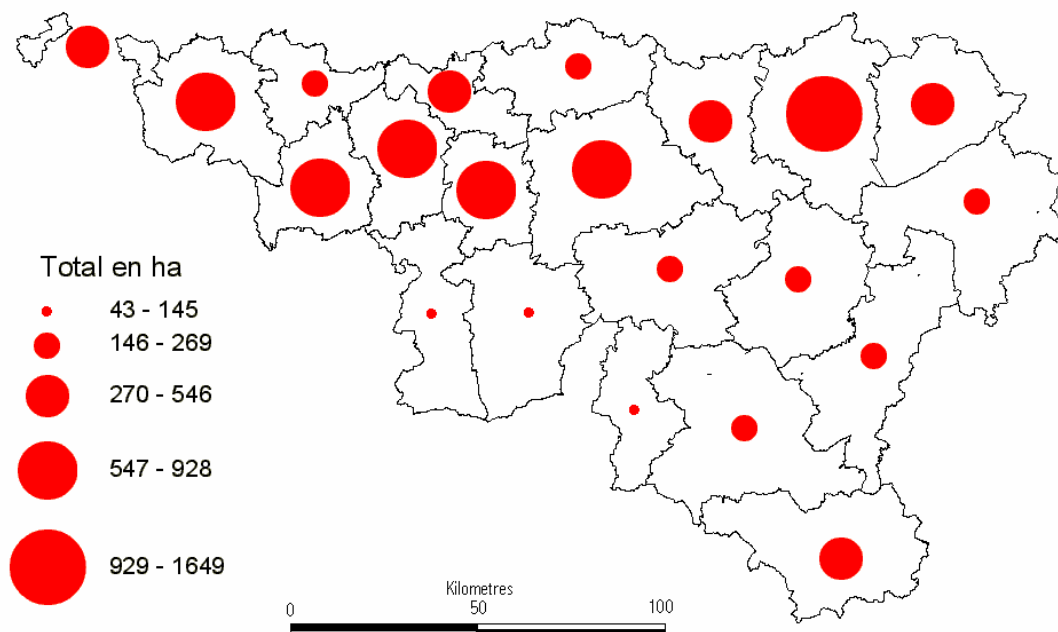 Total en ha
43 - 145
146 - 269
270 - 546
547 - 928
929 - 1649
Kilometres
0 50 100